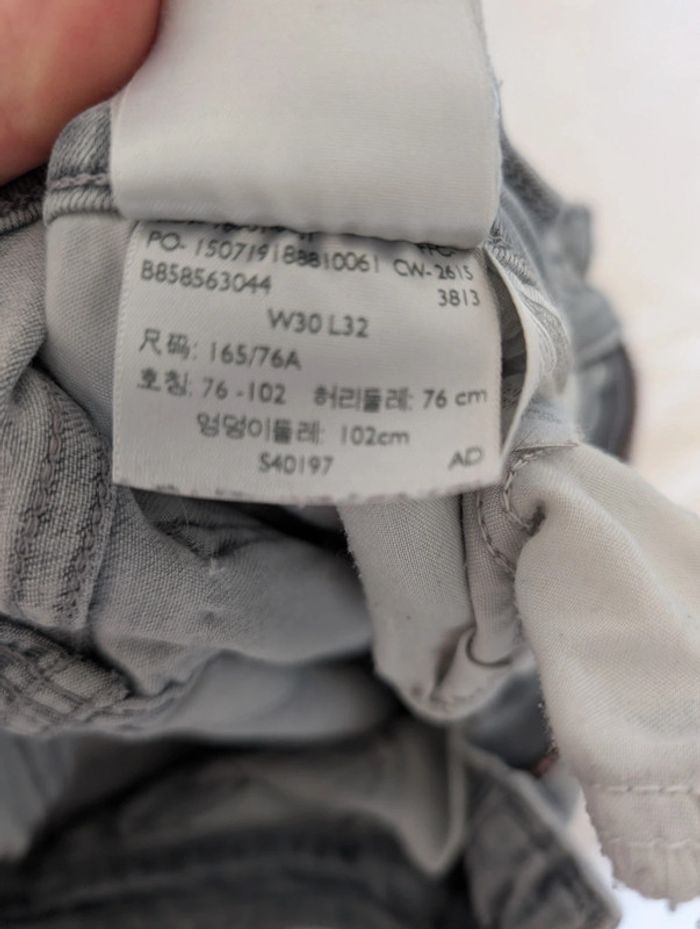 PO- 150719188810061 CW-2615
B858563044 3813
W30 L32
尺码: 165/76A
호칭: 76 -102 허리둘레: 76 cm
엉덩이둘레: 102cm
S40197 AD